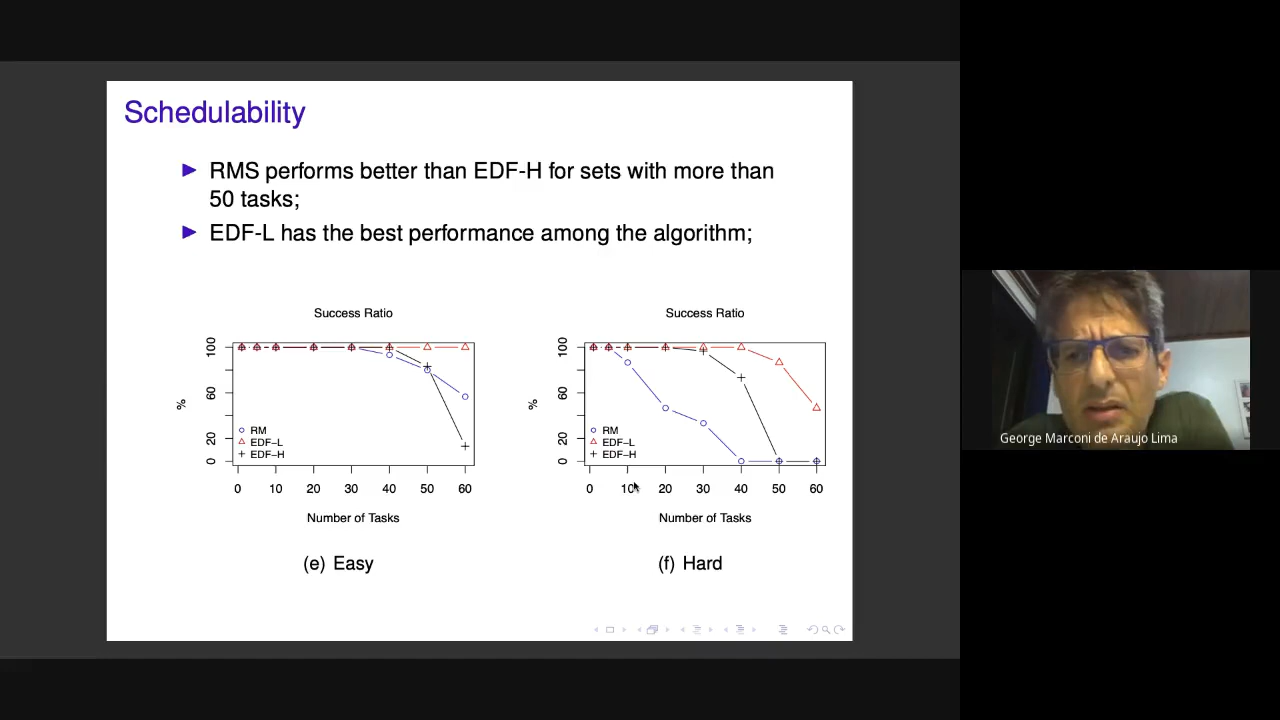 Schedulability
RMS performs better than EDF-H for sets with more than
50 tasks;
EDF-L has the best performance among the algorithm;
Success Ratio
%
100
60
20
0
RM
EDF-L
EDF-H
0 10 20 30 40 50 60
Number of Tasks
(e) Easy
Success Ratio
%
100
60
20
0
RM
EDF-L
EDF-H
0 10 20 30 40 50 60
Number of Tasks
(f) Hard
George Marconi de Araujo Lima